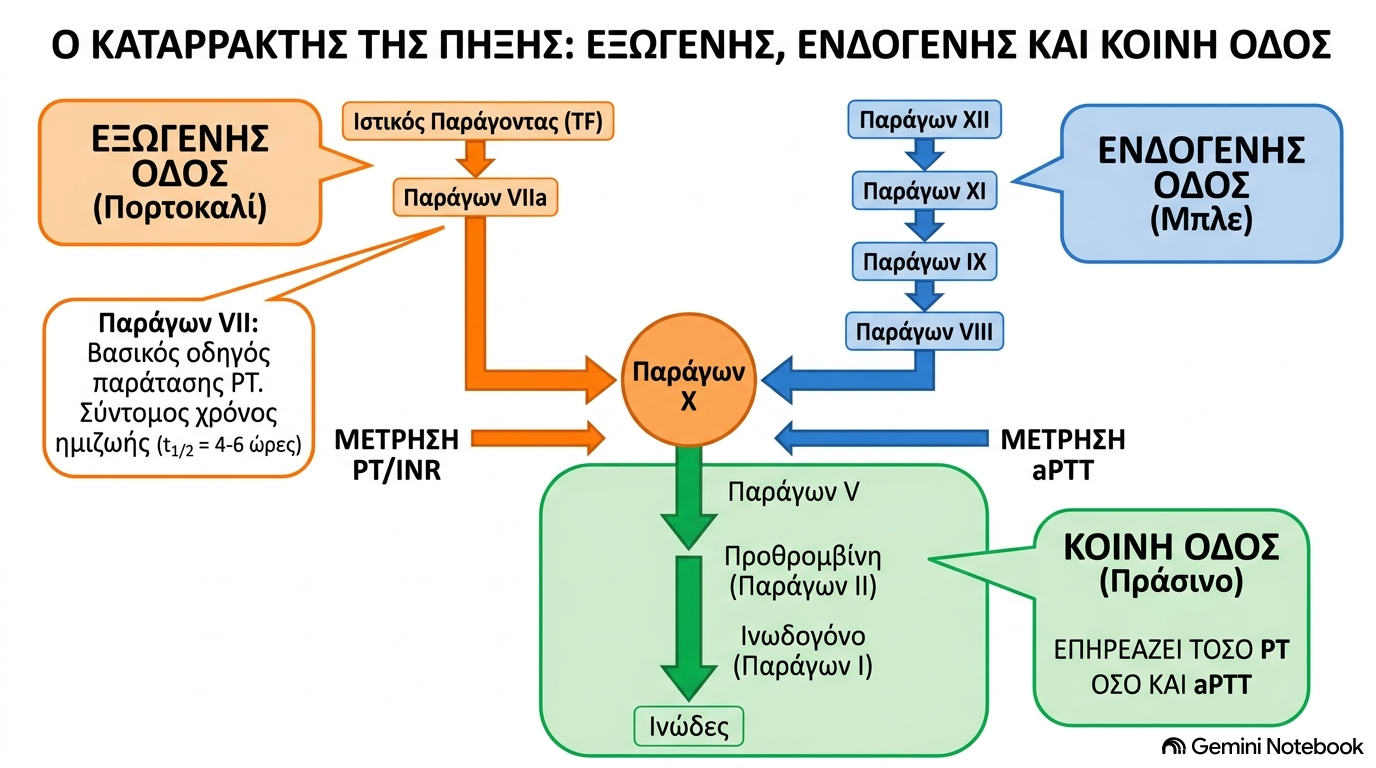 Ο ΚΑΤΑΡΡΑΚΤΗΣ ΤΗΣ ΠΗΞΗΣ: ΕΞΩΓΕΝΗΣ, ΕΝΔΟΓΕΝΗΣ ΚΑΙ ΚΟΙΝΗ ΟΔΟΣ
ΕΞΩΓΕΝΗΣ
ΟΔΟΣ
(Πορτοκαλί)
Ιστικός Παράγοντας (TF)
Παράγων VIIa
Παράγων VII:
Βασικός οδηγός
παράτασης PT.
Σύντομος χρόνος
ημιζωής (t1/2 = 4-6 ώρες)
Παράγων XII
Παράγων XI
Παράγων IX
Παράγων VIII
ΕΝΔΟΓΕΝΗΣ
ΟΔΟΣ
(Μπλε)
Παράγων
X
ΜΕΤΡΗΣΗ
PT/INR
ΜΕΤΡΗΣΗ
aPTT
Παράγων V
Προθρομβίνη
(Παράγων II)
Ινωδογόνο
(Παράγων I)
Ινώδες
ΚΟΙΝΗ ΟΔΟΣ
(Πράσινο)
ΕΠΗΡΕΑΖΕΙ ΤΟΣΟ PT
ΟΣΟ ΚΑΙ aPTT
Gemini Notebook